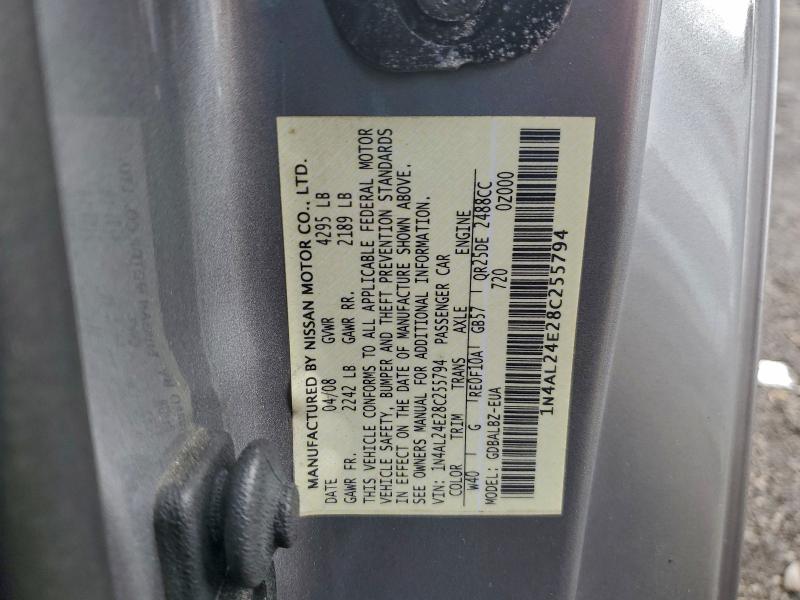 MANUFACTURED BY NISSAN MOTOR CO., LTD.
DATE 04/08 GVWR 4295 LB
GAWR FR. 2242 LB GAWR RR. 2189 LB
THIS VEHICLE CONFORMS TO ALL APPLICABLE FEDERAL MOTOR
VEHICLE SAFETY, BUMPER AND THEFT PREVENTION STANDARDS
IN EFFECT ON THE DATE OF MANUFACTURE SHOWN ABOVE.
SEE OWNERS MANUAL FOR ADDITIONAL INFORMATION.
VIN: 1N4AL24E28C255794 PASSENGER CAR
COLOR TRIM TRANS AXLE ENGINE
W40 G RE0F10A GB57 QR25DE 2488CC
MODEL: GDBALBZ-EUA 720 0Z000
1N4AL24E28C255794